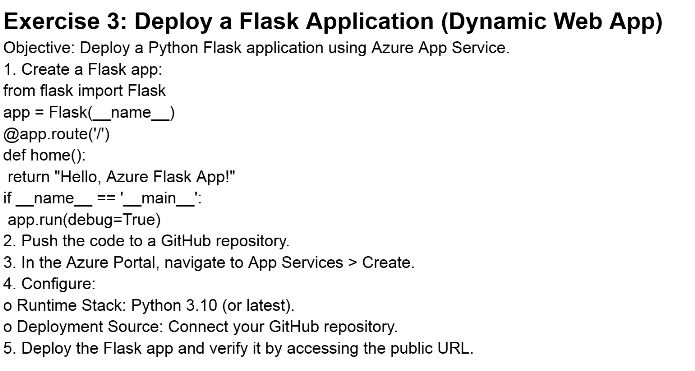 Exercise 3: Deploy a Flask Application (Dynamic Web App)
Objective: Deploy a Python Flask application using Azure App Service.
1. Create a Flask app:
from flask import Flask
app = Flask(__name__)
@app.route('/')
def home():
return "Hello, Azure Flask App!"
if __name__ == '__main__':
app.run(debug=True)
2. Push the code to a GitHub repository.
3. In the Azure Portal, navigate to App Services > Create.
4. Configure:
o Runtime Stack: Python 3.10 (or latest).
o Deployment Source: Connect your GitHub repository.
5. Deploy the Flask app and verify it by accessing the public URL.